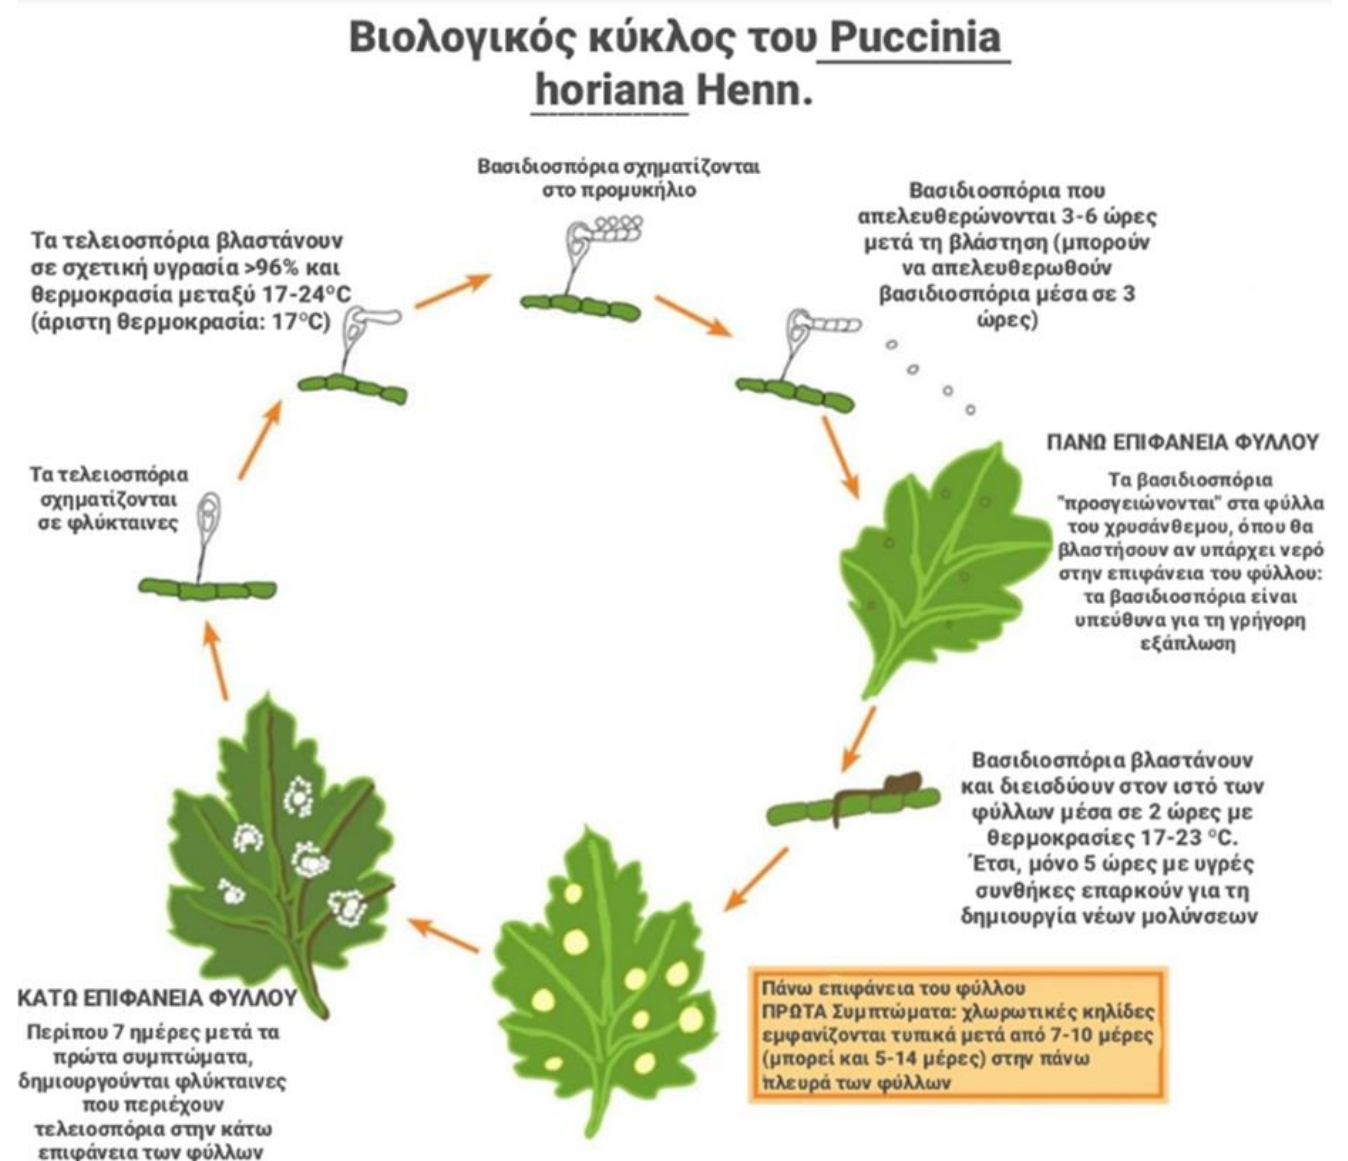 Βιολογικός κύκλος του Puccinia
horiana Henn.
Βασιδιοσπόρια σχηματίζονται
στο προμυκήλιο
Βασιδιοσπόρια που
απελευθερώνονται 3-6 ώρες
μετά τη βλάστηση (μπορούν
να απελευθερωθούν
βασιδιοσπόρια μέσα σε 3
ώρες)
Τα τελειοσπόρια βλαστάνουν
σε σχετική υγρασία >96% και
θερμοκρασία μεταξύ 17-24°C
(άριστη θερμοκρασία: 17°C)
ΠΑΝΩ ΕΠΙΦΑΝΕΙΑ ΦΥΛΛΟΥ
Τα βασιδιοσπόρια
"προσγειώνονται" στα φύλλα
του χρυσάνθεμου, όπου θα
βλαστήσουν αν υπάρχει νερό
στην επιφάνεια του φύλλου:
τα βασιδιοσπόρια είναι
υπεύθυνα για τη γρήγορη
εξάπλωση
Τα τελειοσπόρια
σχηματίζονται
σε φλύκταινες
Βασιδιοσπόρια βλαστάνουν
και διεισδύουν στον ιστό των
φύλλων μέσα σε 2 ώρες με
θερμοκρασίες 17-23 °C.
Έτσι, μόνο 5 ώρες με υγρές
συνθήκες επαρκούν για τη
δημιουργία νέων μολύνσεων
Πάνω επιφάνεια του φύλλου
ΠΡΩΤΑ Συμπτώματα: χλωρωτικές κηλίδες
εμφανίζονται τυπικά μετά από 7-10 μέρες
(μπορεί και 5-14 μέρες) στην πάνω
πλευρά των φύλλων
ΚΑΤΩ ΕΠΙΦΑΝΕΙΑ ΦΥΛΛΟΥ
Περίπου 7 ημέρες μετά τα
πρώτα συμπτώματα,
δημιουργούνται φλύκταινες
που περιέχουν
τελειοσπόρια στην κάτω
επιφάνεια των φύλλων